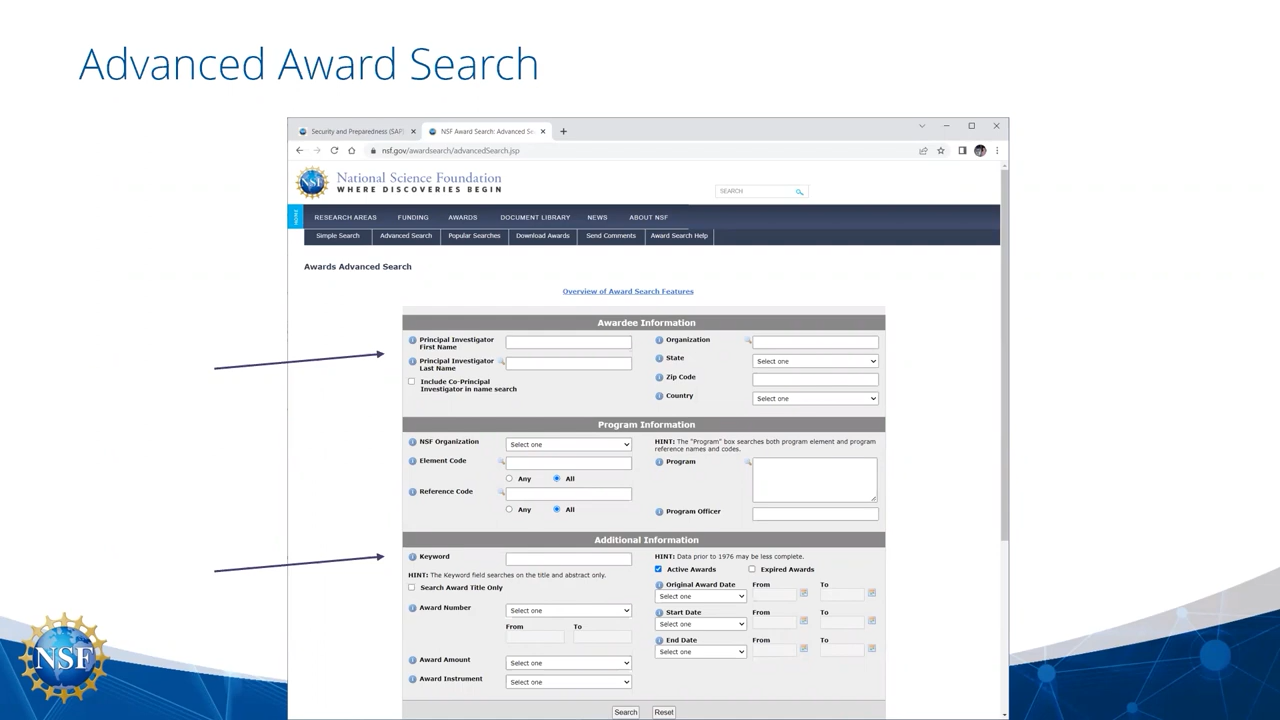 Advanced Award Search
Security and Preparedness (SAP)
NSF Award Search: Advanced Se
nsf.gov/awardsearch/advancedSearch.jsp
NSF
National Science Foundation
WHERE DISCOVERIES BEGIN
SEARCH
HOME
RESEARCH AREAS FUNDING AWARDS DOCUMENT LIBRARY NEWS ABOUT NSF
Simple Search Advanced Search Popular Searches Download Awards Send Comments Award Search Help
Awards Advanced Search
Overview of Award Search Features
Awardee Information
Principal Investigator
First Name
Principal Investigator
Last Name
Include Co-Principal
Investigator in name search
Organization
State Select one
Zip Code
Country Select one
Program Information
NSF Organization Select one
Element Code
Any All
Reference Code
Any All
HINT: The "Program" box searches both program element and program
reference names and codes.
Program
Program Officer
Additional Information
Keyword
HINT: The Keyword field searches on the title and abstract only.
Search Award Title Only
Award Number Select one
From To
Award Amount Select one
Award Instrument Select one
HINT: Data prior to 1976 may be less complete.
Active Awards Expired Awards
Original Award Date From To
Select one
Start Date From To
Select one
End Date From To
Select one
Search Reset
NSF